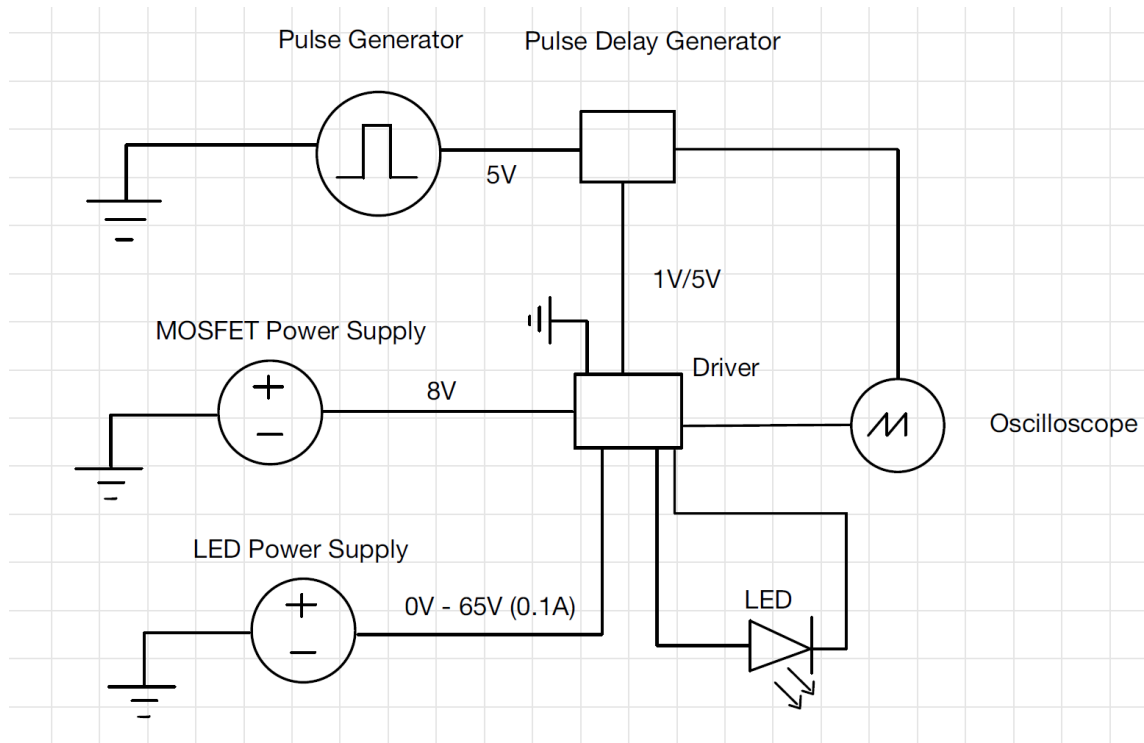 Pulse Generator
Pulse Delay Generator
5V
1V/5V
MOSFET Power Supply
8V
Driver
Oscilloscope
LED Power Supply
0V - 65V (0.1A)
LED